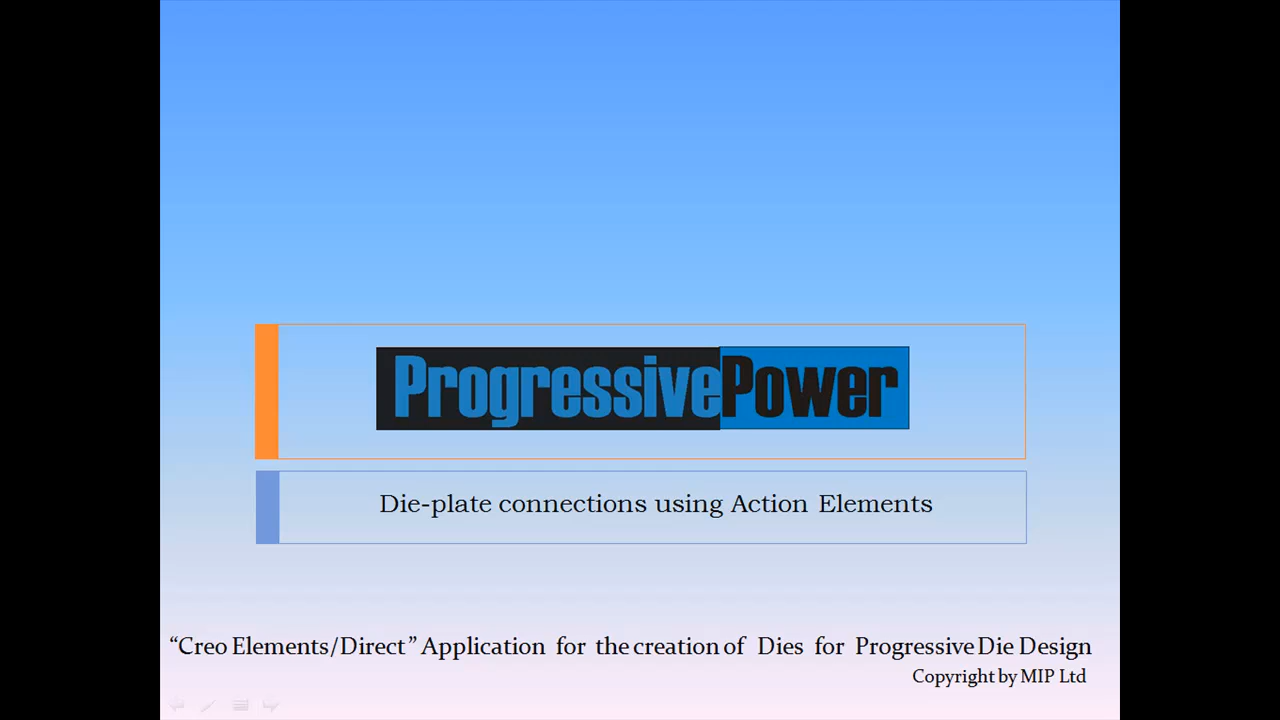 ProgressivePower
Die-plate connections using Action Elements
“Creo Elements/Direct” Application for the creation of Dies for Progressive Die Design
Copyright by MIP Ltd